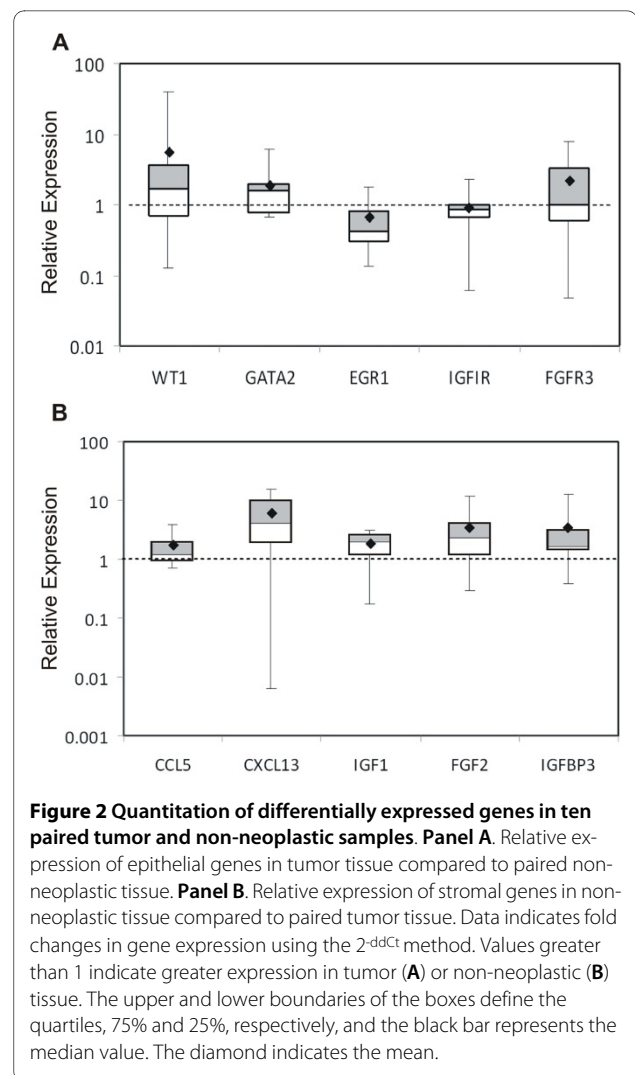 A
100
10
1
0.1
0.01
Relative Expression
WT1 GATA2 EGR1 IGFIR FGFR3
B
100
10
1
0.1
0.01
0.001
Relative Expression
CCL5 CXCL13 IGF1 FGF2 IGFBP3
Figure 2 Quantitation of differentially expressed genes in ten
paired tumor and non-neoplastic samples. Panel A. Relative ex-
pression of epithelial genes in tumor tissue compared to paired non-
neoplastic tissue. Panel B. Relative expression of stromal genes in non-
neoplastic tissue compared to paired tumor tissue. Data indicates fold
changes in gene expression using the 2-ddCt method. Values greater
than 1 indicate greater expression in tumor (A) or non-neoplastic (B)
tissue. The upper and lower boundaries of the boxes define the
quartiles, 75% and 25%, respectively, and the black bar represents the
median value. The diamond indicates the mean.